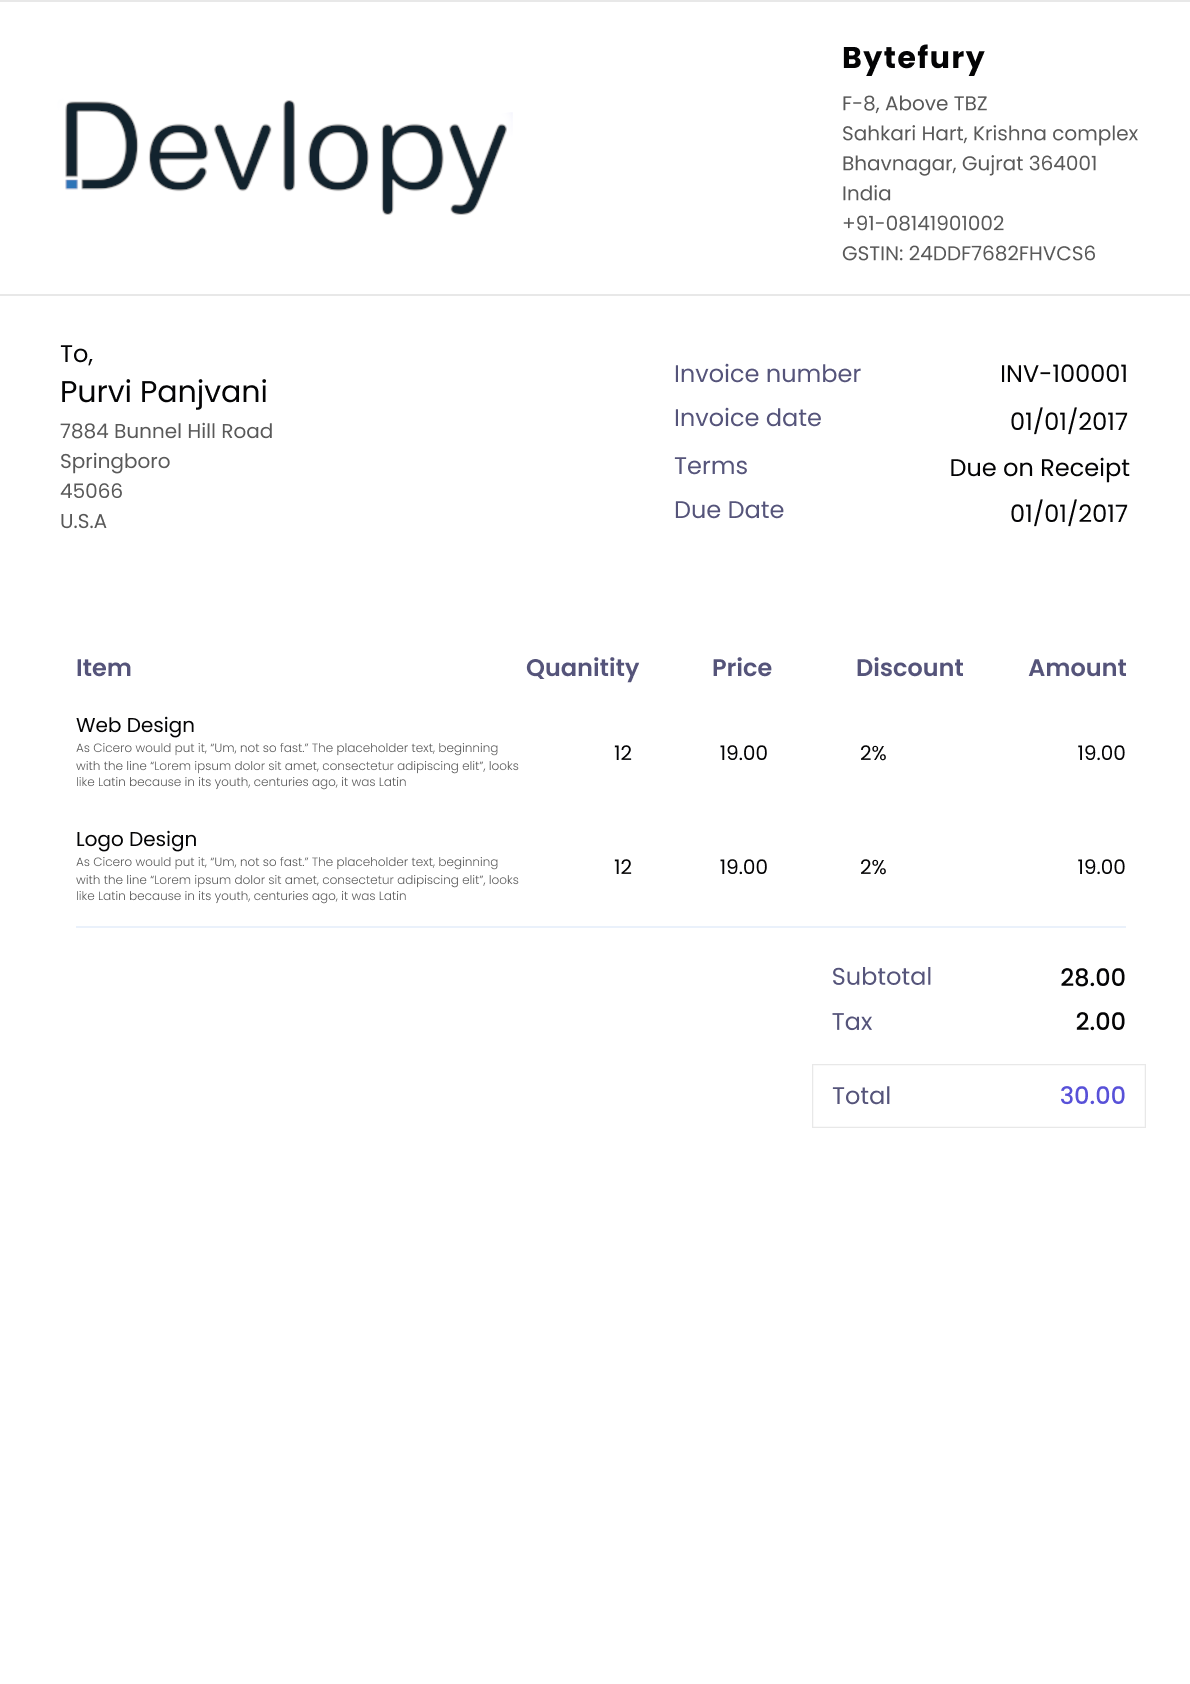 Devlopy
Bytefury
F-8, Above TBZ
Sahkari Hart, Krishna complex
Bhavnagar, Gujrat 364001
India
+91-08141901002
GSTIN: 24DDF7682FHVCS6
To,
Purvi Panjvani
7884 Bunnel Hill Road
Springboro
45066
U.S.A
Invoice number INV-100001
Invoice date 01/01/2017
Terms Due on Receipt
Due Date 01/01/2017
Item Quanitity Price Discount Amount
Web Design
As Cicero would put it, “Um, not so fast.” The placeholder text, beginning
with the line “Lorem ipsum dolor sit amet, consectetur adipiscing elit”, looks
like Latin because in its youth, centuries ago, it was Latin
12 19.00 2% 19.00
Logo Design
As Cicero would put it, “Um, not so fast.” The placeholder text, beginning
with the line “Lorem ipsum dolor sit amet, consectetur adipiscing elit”, looks
like Latin because in its youth, centuries ago, it was Latin
12 19.00 2% 19.00
Subtotal 28.00
Tax 2.00
Total 30.00